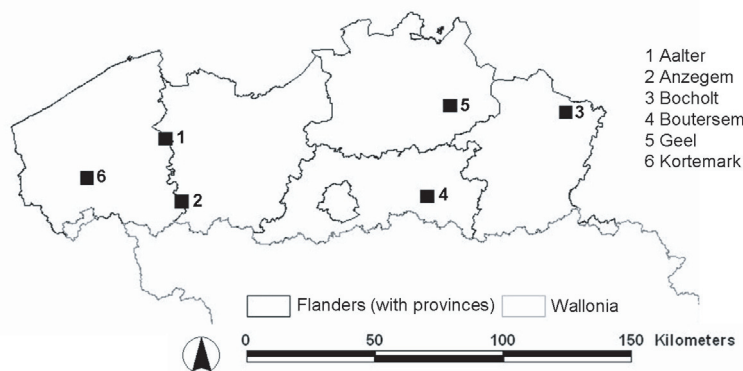 1 Aalter
2 Anzegem
3 Bocholt
4 Boutersem
5 Geel
6 Kortemark
5
3
1
6
2
4
Flanders (with provinces) Wallonia
0 50 100 150 Kilometers